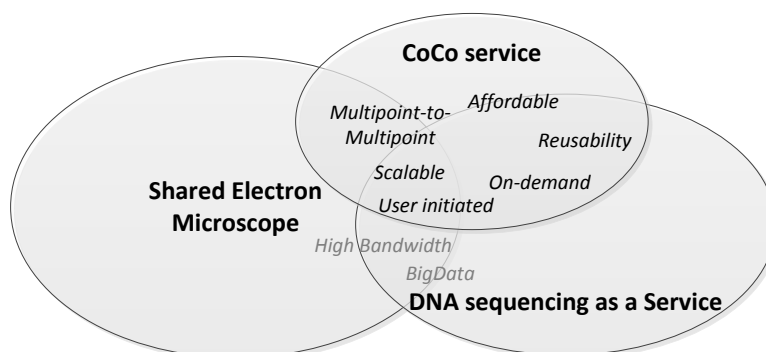 CoCo service
Affordable
Multipoint-to-
Multipoint
Reusability
Scalable
On-demand
User initiated
Shared Electron
Microscope
High Bandwidth
BigData
DNA sequencing as a Service